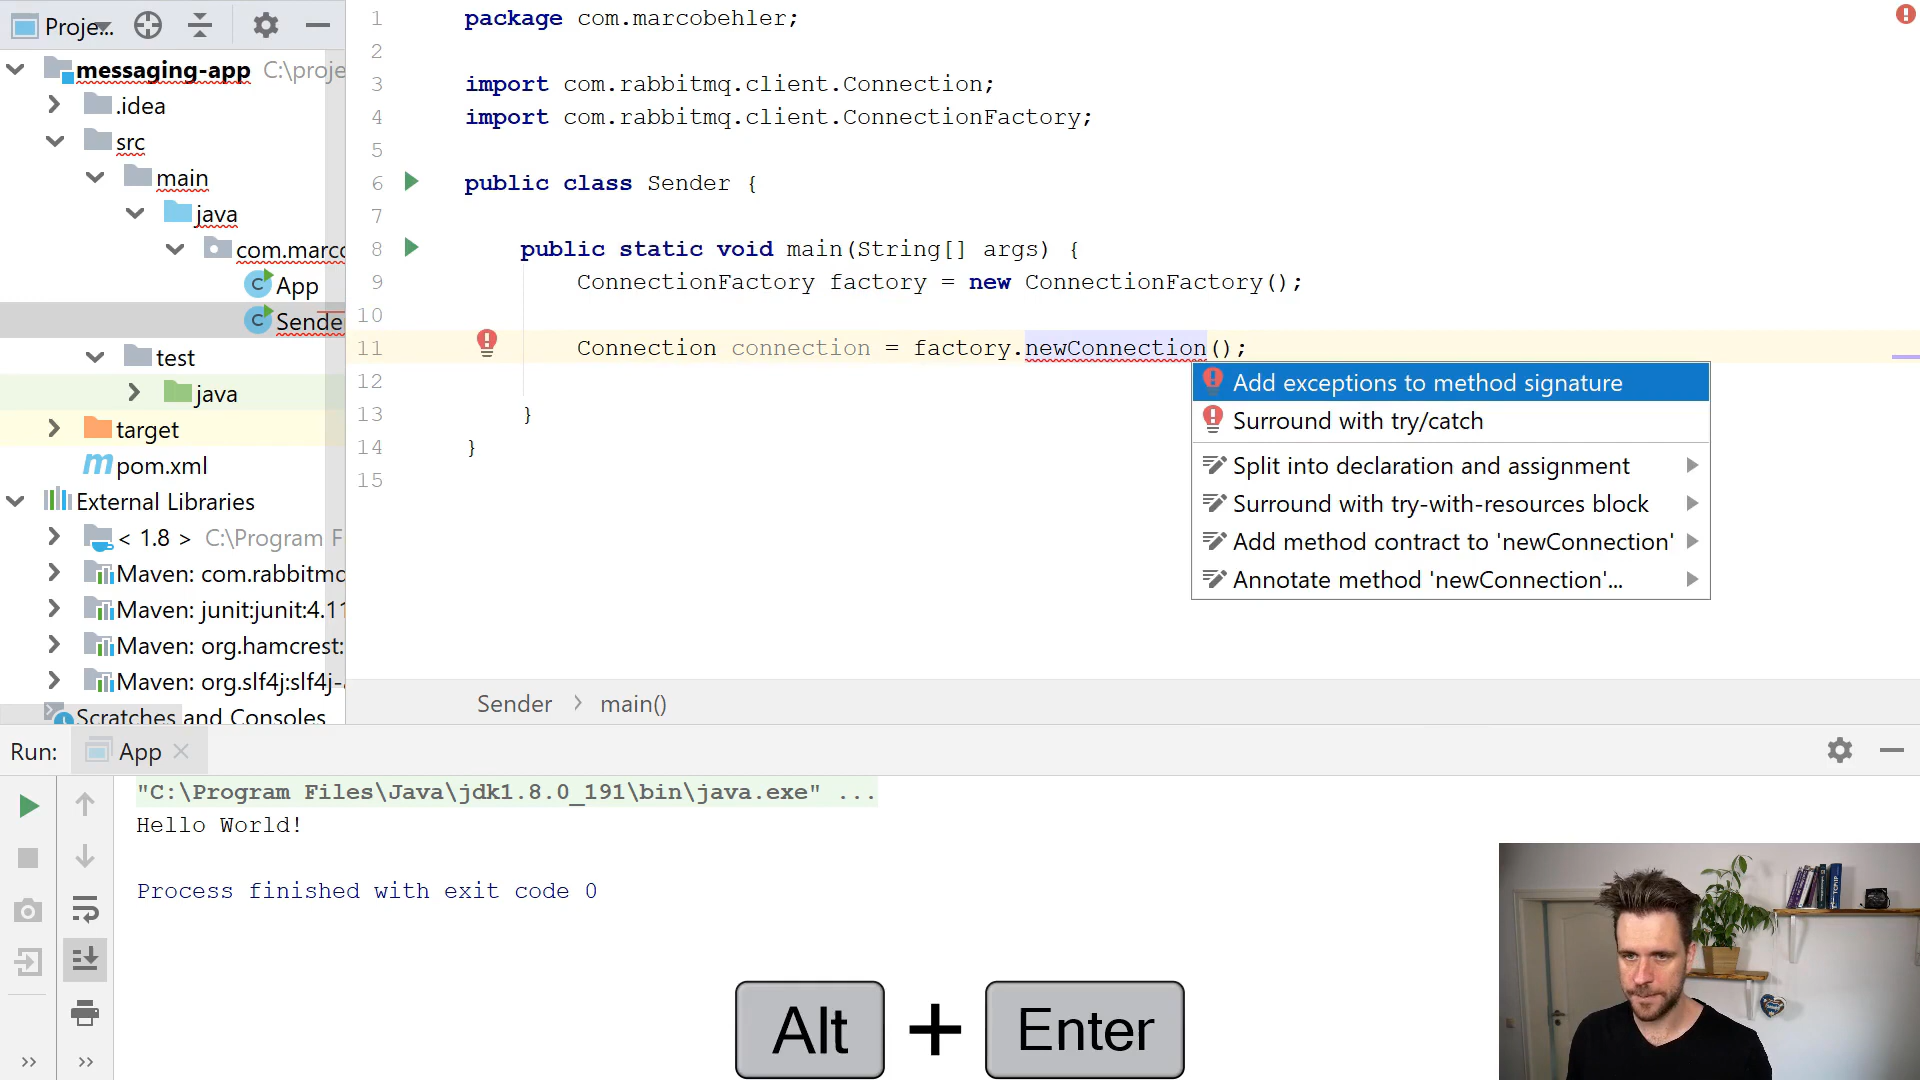 Proje...
messaging-app C:\proje
.idea
src
main
java
com.marco
App
Sende
test
java
target
pom.xml
External Libraries
< 1.8 > C:\Program F
Maven: com.rabbitmq
Maven: junit:junit:4.11
Maven: org.hamcrest:
Maven: org.slf4j:slf4j-
Scratches and Consoles
1 package com.marcobehler;
2
3 import com.rabbitmq.client.Connection;
4 import com.rabbitmq.client.ConnectionFactory;
5
6 public class Sender {
7
8 public static void main(String[] args) {
9 ConnectionFactory factory = new ConnectionFactory();
10
11 Connection connection = factory.newConnection();
12
13 }
14 }
15
Add exceptions to method signature
Surround with try/catch
Split into declaration and assignment
Surround with try-with-resources block
Add method contract to 'newConnection'
Annotate method 'newConnection'...
Sender > main()
Run: App
"C:\Program Files\Java\jdk1.8.0_191\bin\java.exe" ...
Hello World!
Process finished with exit code 0
Alt + Enter